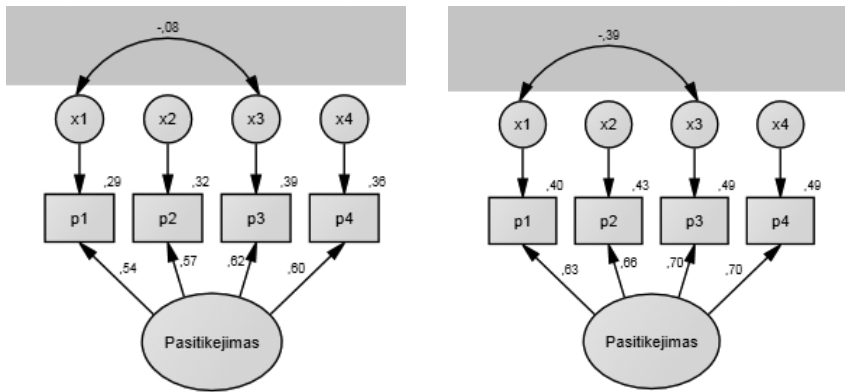 -,08
x1 x2 x3 x4
,29 ,32 ,39 ,36
p1 p2 p3 p4
,54 ,57 ,62 ,60
Pasitikejimas
-,39
x1 x2 x3 x4
,40 ,43 ,49 ,49
p1 p2 p3 p4
,63 ,66 ,70 ,70
Pasitikejimas